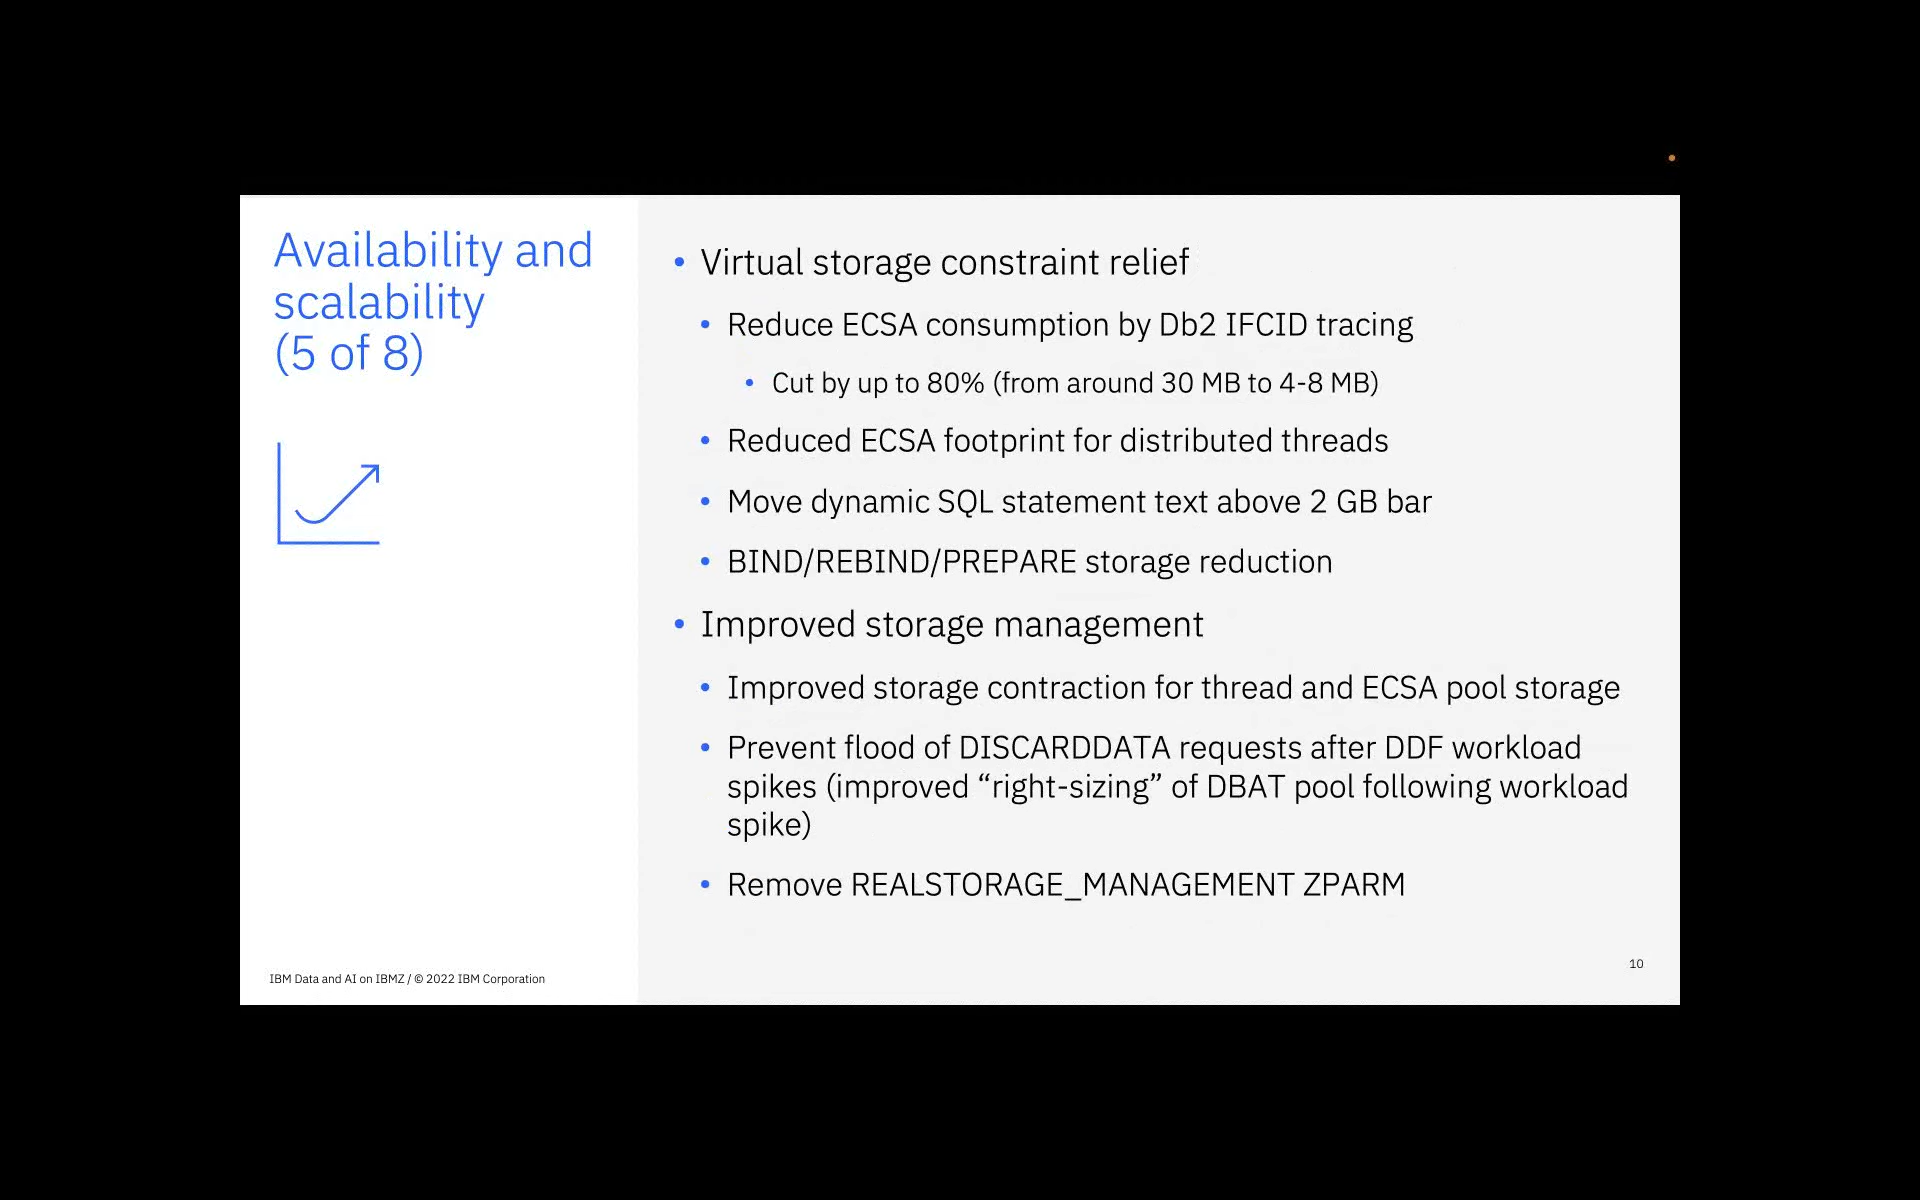 Availability and
scalability
(5 of 8)
• Virtual storage constraint relief
• Reduce ECSA consumption by Db2 IFCID tracing
• Cut by up to 80% (from around 30 MB to 4-8 MB)
• Reduced ECSA footprint for distributed threads
• Move dynamic SQL statement text above 2 GB bar
• BIND/REBIND/PREPARE storage reduction
• Improved storage management
• Improved storage contraction for thread and ECSA pool storage
• Prevent flood of DISCARDDATA requests after DDF workload
spikes (improved “right-sizing” of DBAT pool following workload
spike)
• Remove REALSTORAGE_MANAGEMENT ZPARM
IBM Data and AI on IBMZ / © 2022 IBM Corporation
10